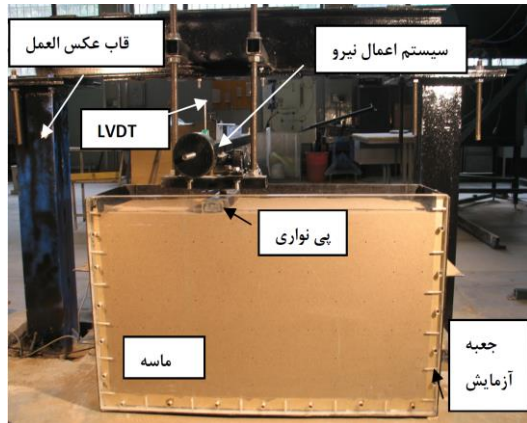 قاب عکس العمل
سیستم اعمال نیرو
LVDT
پی نواری
ماسه
جعبه
آزمایش